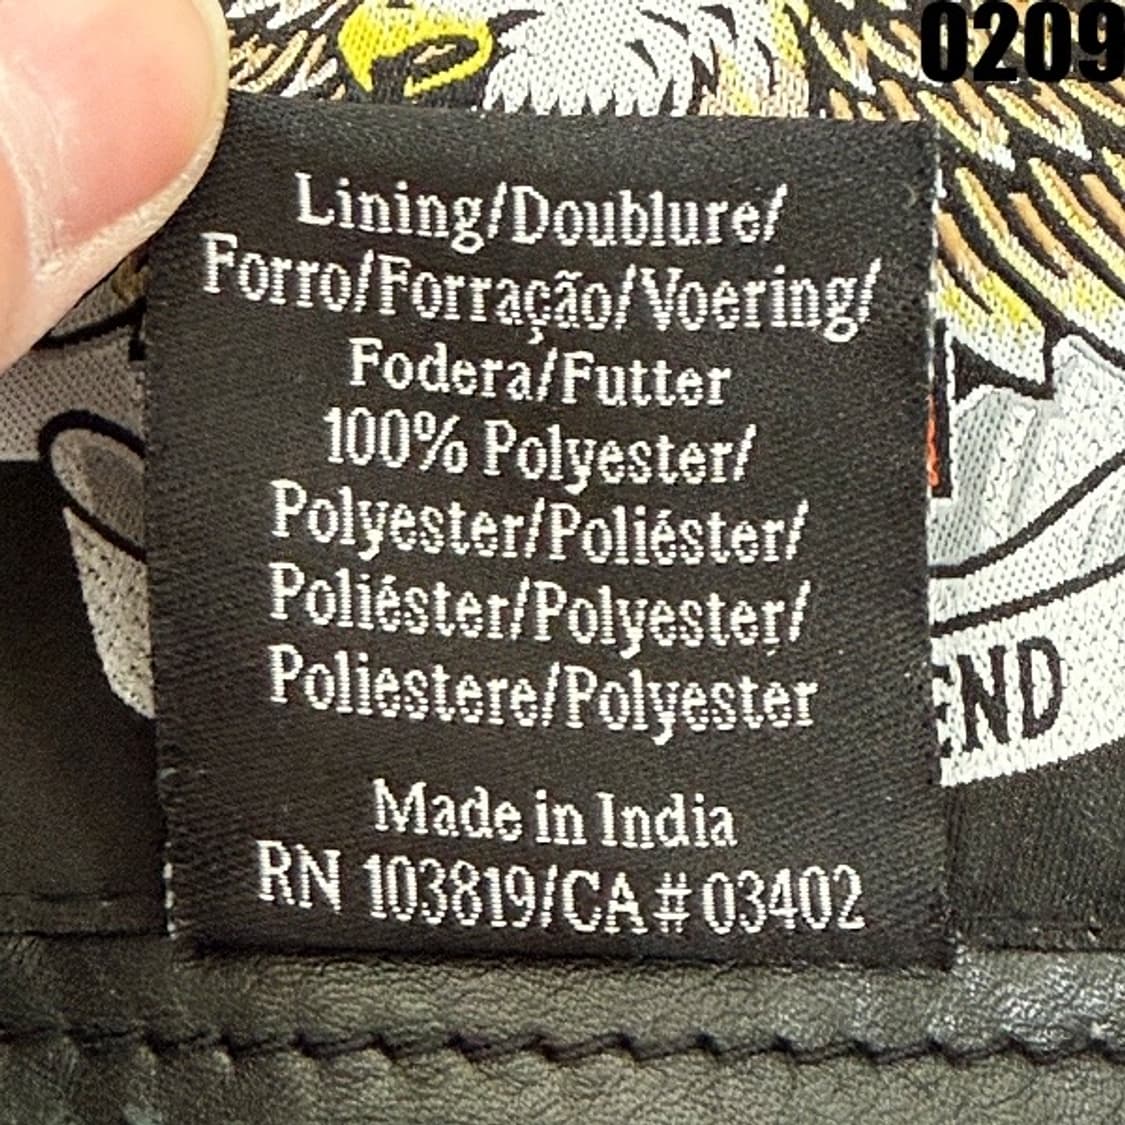 0209
Lining/Doublure/
Forro/Forração/Voering/
Fodera/Futter
100% Polyester/
Polyester/Poliéster/
Poliéster/Polyester/
Poliestere/Polyester
Made in India
RN 103819/CA # 03402